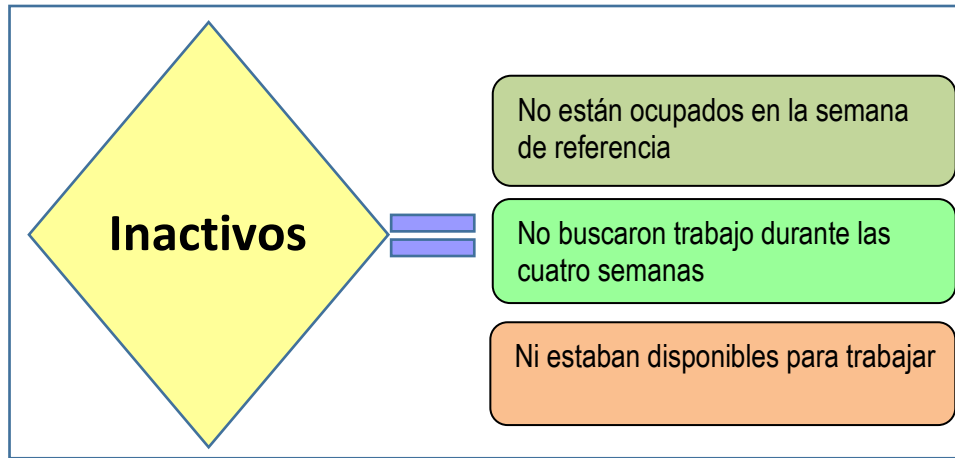 Inactivos
No están ocupados en la semana
de referencia
No buscaron trabajo durante las
cuatro semanas
Ni estaban disponibles para trabajar